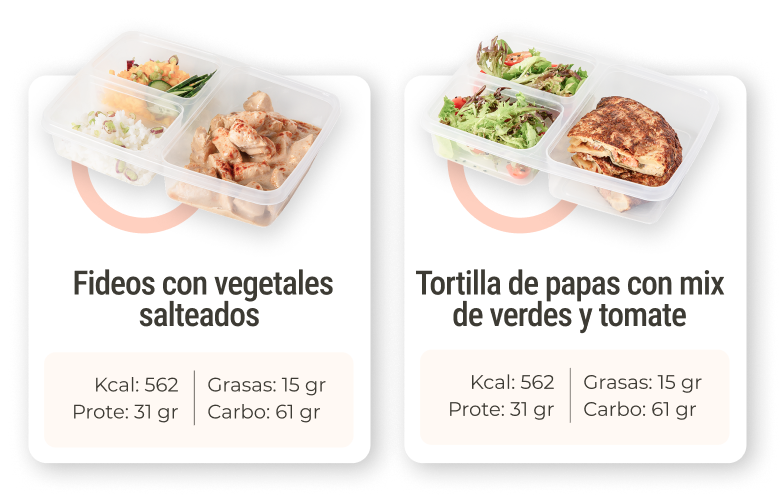 Fideos con vegetales
salteados
Kcal: 562
Prote: 31 gr
Grasas: 15 gr
Carbo: 61 gr
Tortilla de papas con mix
de verdes y tomate
Kcal: 562
Prote: 31 gr
Grasas: 15 gr
Carbo: 61 gr